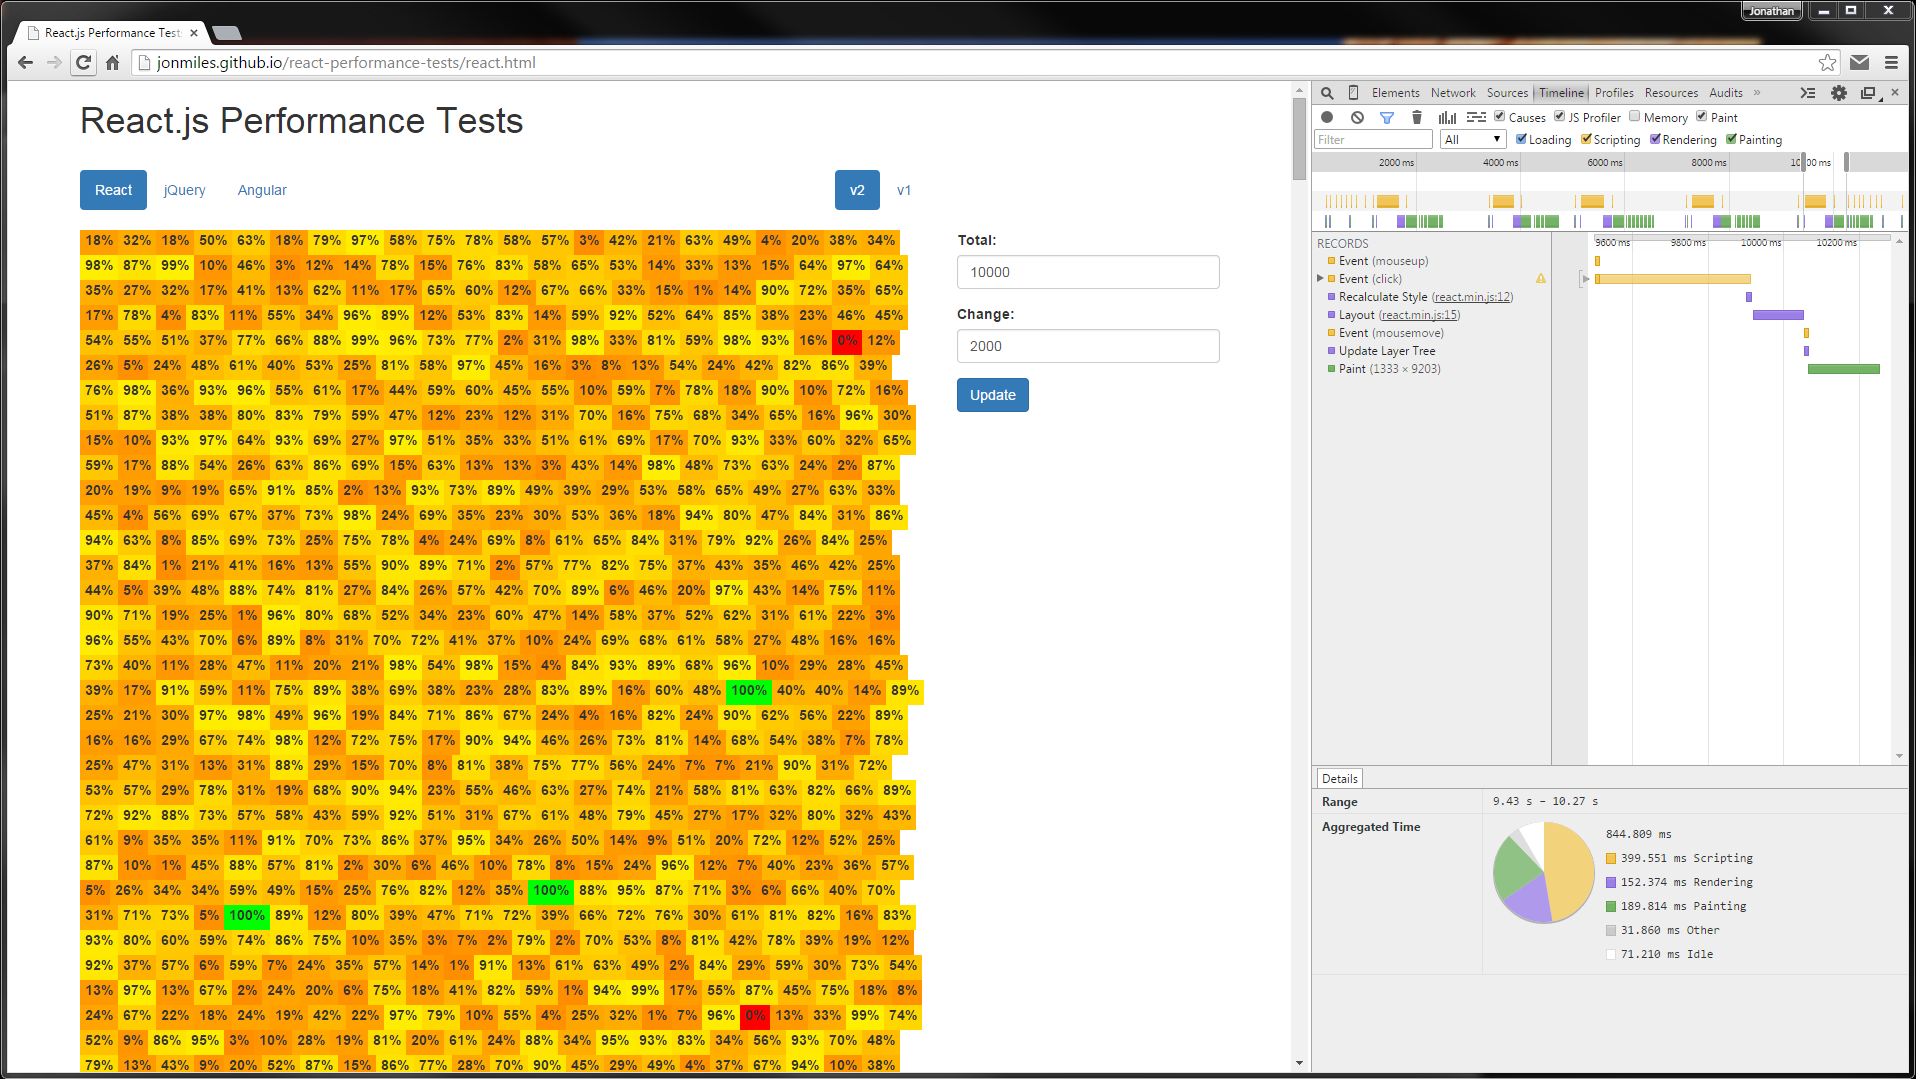 Jonathan
React.js Performance Test
jonmiles.github.io/react-performance-tests/react.html
React.js Performance Tests
React jQuery Angular v2 v1
18% 32% 18% 50% 63% 18% 79% 97% 58% 75% 78% 58% 57% 3% 42% 21% 63% 49% 4% 20% 38% 34%
98% 87% 99% 10% 46% 3% 12% 14% 78% 15% 76% 83% 58% 65% 53% 14% 33% 13% 15% 64% 97% 64%
35% 27% 32% 17% 41% 13% 62% 11% 17% 65% 60% 12% 67% 66% 33% 15% 1% 14% 90% 72% 35% 65%
17% 78% 4% 83% 11% 55% 34% 96% 89% 12% 53% 83% 14% 59% 92% 52% 64% 85% 38% 23% 46% 45%
54% 55% 51% 37% 77% 66% 88% 99% 96% 73% 77% 2% 31% 98% 33% 81% 59% 98% 93% 16% 0% 12%
26% 5% 24% 48% 61% 40% 53% 25% 81% 58% 97% 45% 16% 3% 8% 13% 54% 24% 42% 82% 86% 39%
76% 98% 36% 93% 96% 55% 61% 17% 44% 59% 60% 45% 55% 10% 59% 7% 78% 18% 90% 10% 72% 16%
51% 87% 38% 38% 80% 83% 79% 59% 47% 12% 23% 12% 31% 70% 16% 75% 68% 34% 65% 16% 96% 30%
15% 10% 93% 97% 64% 93% 69% 27% 97% 51% 35% 33% 51% 61% 69% 17% 70% 93% 33% 60% 32% 65%
59% 17% 88% 54% 26% 63% 86% 69% 15% 63% 13% 13% 3% 43% 14% 98% 48% 73% 63% 24% 2% 87%
20% 19% 9% 19% 65% 91% 85% 2% 13% 93% 73% 89% 49% 39% 29% 53% 58% 65% 49% 27% 63% 33%
45% 4% 56% 69% 67% 37% 73% 98% 24% 69% 35% 23% 30% 53% 36% 18% 94% 80% 47% 84% 31% 86%
94% 63% 8% 85% 69% 73% 25% 75% 78% 4% 24% 69% 8% 61% 65% 84% 31% 79% 92% 26% 84% 25%
37% 84% 1% 21% 41% 16% 13% 55% 90% 89% 71% 2% 57% 77% 82% 75% 37% 43% 35% 46% 42% 25%
44% 5% 39% 48% 88% 74% 81% 27% 84% 26% 57% 42% 70% 89% 6% 46% 20% 97% 43% 14% 75% 11%
90% 71% 19% 25% 1% 96% 80% 68% 52% 34% 23% 60% 47% 14% 58% 37% 52% 62% 31% 61% 22% 3%
96% 55% 43% 70% 6% 89% 8% 31% 70% 72% 41% 37% 10% 24% 69% 68% 61% 58% 27% 48% 16% 16%
73% 40% 11% 28% 47% 11% 20% 21% 98% 54% 98% 15% 4% 84% 93% 89% 68% 96% 10% 29% 28% 45%
39% 17% 91% 59% 11% 75% 89% 38% 69% 38% 23% 28% 83% 89% 16% 60% 48% 100% 40% 40% 14% 89%
25% 21% 30% 97% 98% 49% 96% 19% 84% 71% 86% 67% 24% 4% 16% 82% 24% 90% 62% 56% 22% 89%
16% 16% 29% 67% 74% 98% 12% 72% 75% 17% 90% 94% 46% 26% 73% 81% 14% 68% 54% 38% 7% 78%
25% 47% 31% 13% 31% 88% 29% 15% 70% 8% 81% 38% 75% 77% 56% 24% 7% 7% 21% 90% 31% 72%
53% 57% 29% 78% 31% 19% 68% 90% 94% 23% 55% 46% 63% 27% 74% 21% 58% 81% 63% 82% 66% 89%
72% 92% 88% 73% 57% 58% 43% 59% 92% 51% 31% 67% 61% 48% 79% 45% 27% 17% 32% 80% 32% 43%
61% 9% 35% 35% 11% 91% 70% 73% 86% 37% 95% 34% 26% 50% 14% 9% 51% 20% 72% 12% 52% 25%
87% 10% 1% 45% 88% 57% 81% 2% 30% 6% 46% 10% 78% 8% 15% 24% 96% 12% 7% 40% 23% 36% 57%
5% 26% 34% 34% 59% 49% 15% 25% 76% 82% 12% 35% 100% 88% 95% 87% 71% 3% 6% 66% 40% 70%
31% 71% 73% 5% 100% 89% 12% 80% 39% 47% 71% 72% 39% 66% 72% 76% 30% 61% 81% 82% 16% 83%
93% 80% 60% 59% 74% 86% 75% 10% 35% 3% 7% 2% 79% 2% 70% 53% 8% 81% 42% 78% 39% 19% 12%
92% 37% 57% 6% 59% 7% 24% 35% 57% 14% 1% 91% 13% 61% 63% 49% 2% 84% 29% 59% 30% 73% 54%
13% 97% 13% 67% 2% 24% 20% 6% 75% 18% 41% 82% 59% 1% 94% 99% 17% 55% 87% 45% 75% 18% 8%
24% 67% 22% 18% 24% 19% 42% 22% 97% 79% 10% 55% 4% 25% 32% 1% 7% 96% 0% 13% 33% 99% 74%
52% 9% 86% 95% 3% 10% 28% 19% 81% 20% 61% 24% 88% 34% 95% 93% 83% 34% 56% 93% 70% 48%
79% 13% 43% 9% 20% 52% 87% 15% 86% 77% 28% 70% 90% 45% 29% 49% 4% 37% 67% 94% 10% 38%
Total:
10000
Change:
2000
Update
Elements Network Sources Timeline Profiles Resources Audits »
Causes JS Profiler Memory Paint
Filter All Loading Scripting Rendering Painting
2000 ms 4000 ms 6000 ms 8000 ms 10 00 ms
RECORDS 9600 ms 9800 ms 10000 ms 10200 ms
Event (mouseup)
Event (click)
Recalculate Style (react.min.js:12)
Layout (react.min.js:15)
Event (mousemove)
Update Layer Tree
Paint (1333 × 9203)
Details
Range 9.43 s – 10.27 s
Aggregated Time 844.809 ms
399.551 ms Scripting
152.374 ms Rendering
189.814 ms Painting
31.860 ms Other
71.210 ms Idle